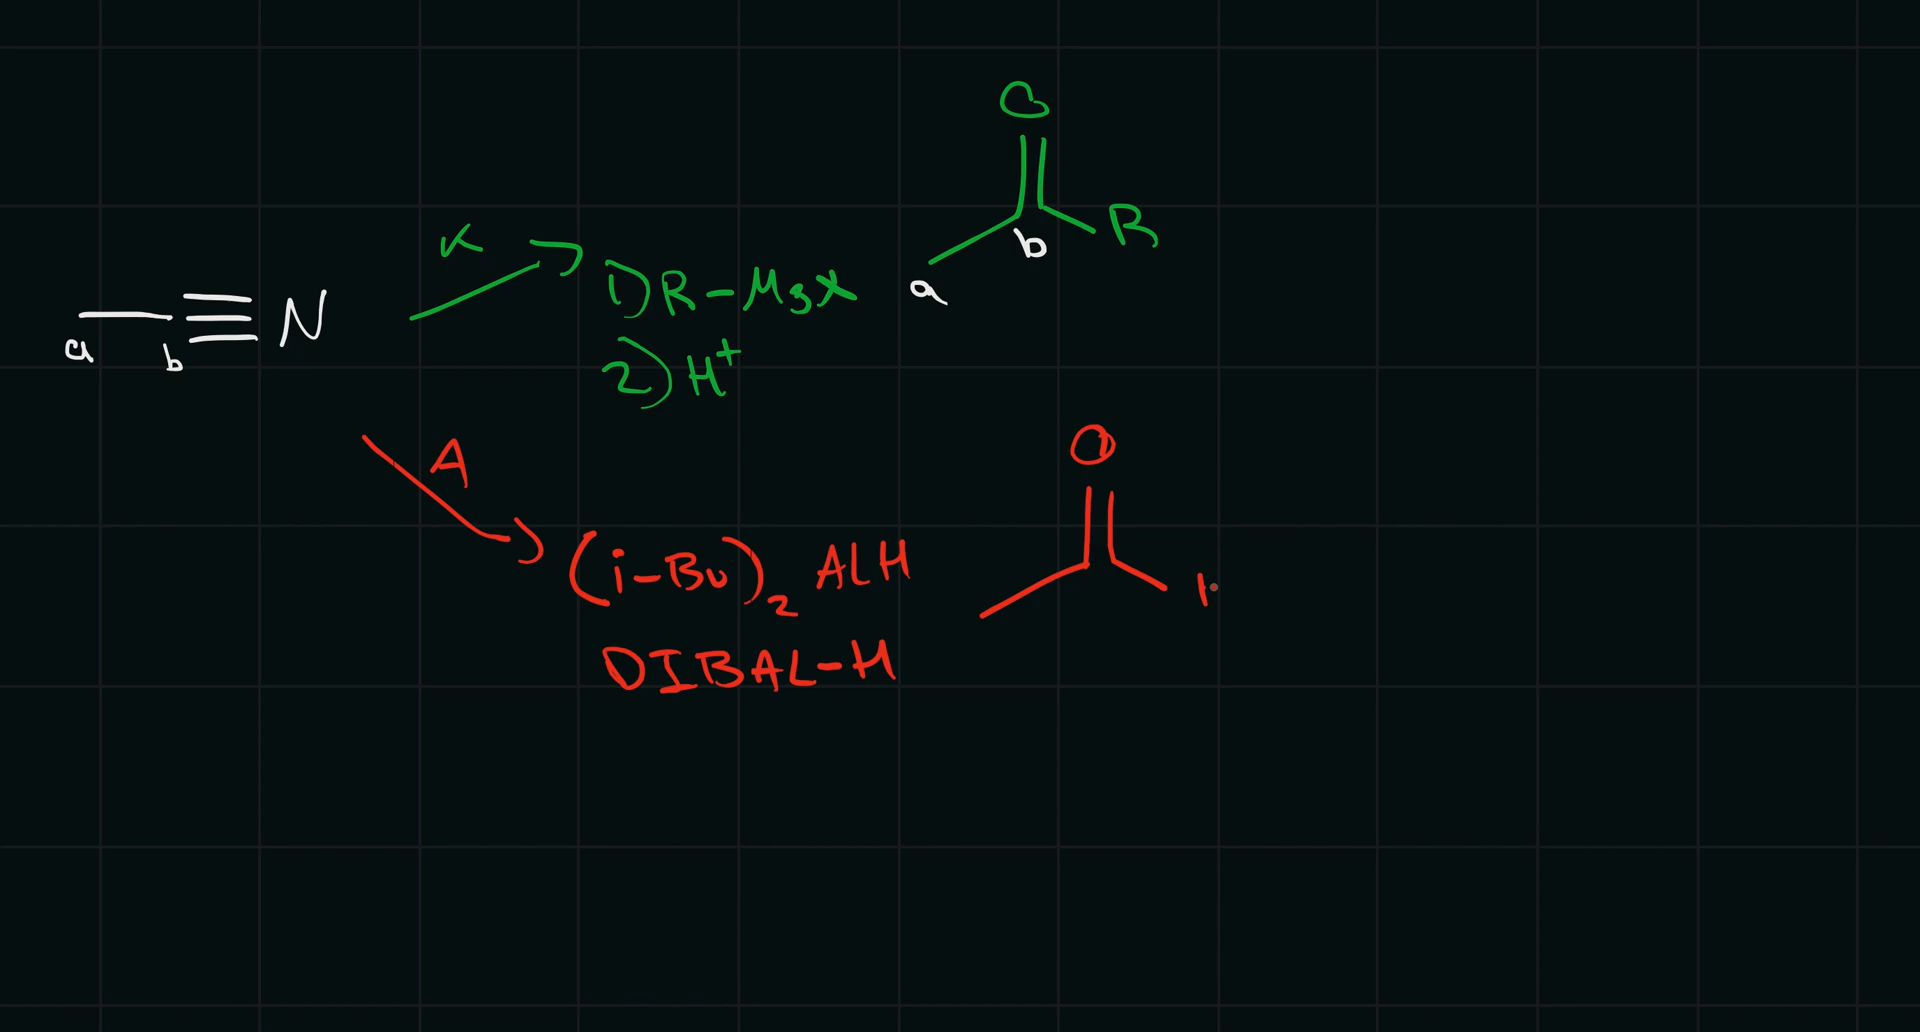 O
K
R
1) R-MgX
b
a
≡N
a
b
2) H+
O
A
(i-Bu)2 ALH
DIBAL-H